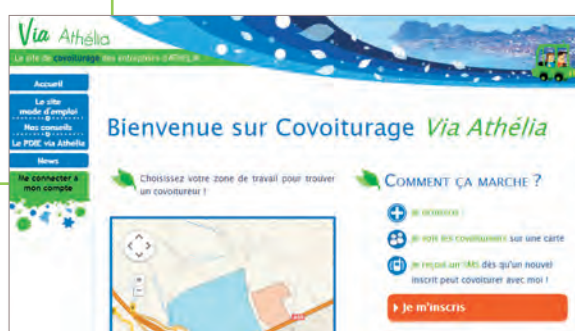 Via Athélia
Le site de covoiturage des entreprises d'ATHELIA
Accueil
Le site
mode d'emploi
Nos conseils
Le PDIE via Athélia
News
Me connecter à
mon compte
Bienvenue sur Covoiturage Via Athélia
Choisissez votre zone de travail pour trouver
un covoitureur !
COMMENT ÇA MARCHE ?
Je m'inscris !
Je vois les covoitureurs sur une carte
Je reçois un SMS dès qu'un nouvel
inscrit peut covoiturer avec moi !
Je m'inscris